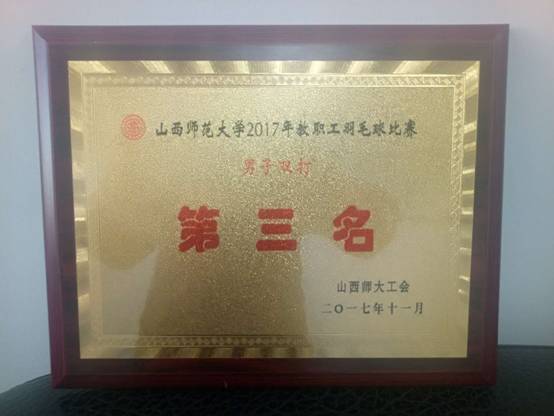 山西师范大学2017年教职工羽毛球比赛
男子双打
第三名
山西师大工会
二〇一七年十一月